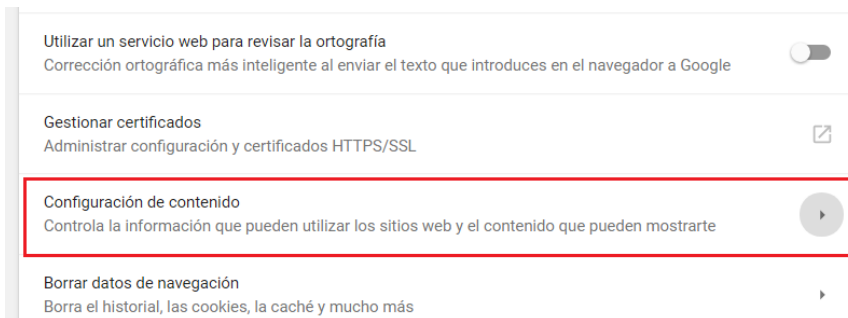 Utilizar un servicio web para revisar la ortografía
Corrección ortográfica más inteligente al enviar el texto que introduces en el navegador a Google
Gestionar certificados
Administrar configuración y certificados HTTPS/SSL
Configuración de contenido
Controla la información que pueden utilizar los sitios web y el contenido que pueden mostrarte
Borrar datos de navegación
Borra el historial, las cookies, la caché y mucho más